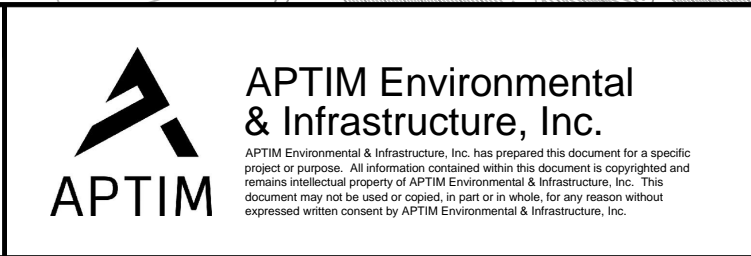 APTIM
APTIM Environmental
& Infrastructure, Inc.
APTIM Environmental & Infrastructure, Inc. has prepared this document for a specific
project or purpose. All information contained within this document is copyrighted and
remains intellectual property of APTIM Environmental & Infrastructure, Inc. This
document may not be used or copied, in part or in whole, for any reason without
expressed written consent by APTIM Environmental & Infrastructure, Inc.